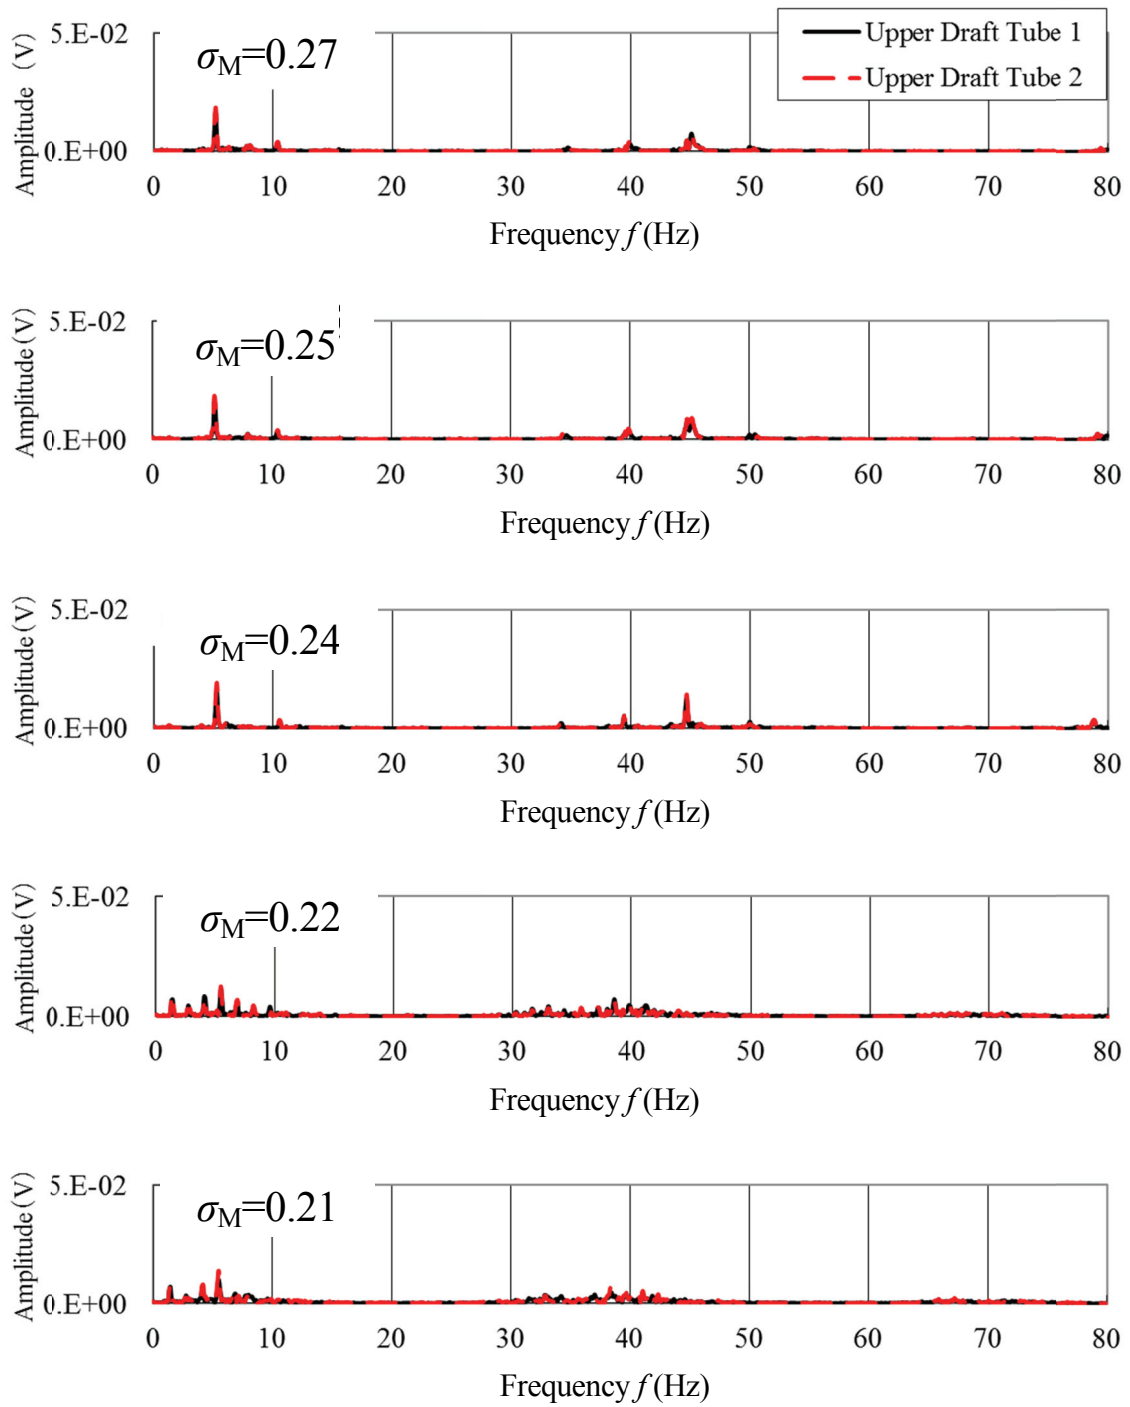 5.E-02
σM=0.27
Upper Draft Tube 1
Upper Draft Tube 2
Amplitude (V)
0.E+00
0 10 20 30 40 50 60 70 80
Frequency f (Hz)
5.E-02
σM=0.25
Amplitude (V)
0.E+00
0 10 20 30 40 50 60 70 80
Frequency f (Hz)
5.E-02
σM=0.24
Amplitude (V)
0.E+00
0 10 20 30 40 50 60 70 80
Frequency f (Hz)
5.E-02
σM=0.22
Amplitude (V)
0.E+00
0 10 20 30 40 50 60 70 80
Frequency f (Hz)
5.E-02
σM=0.21
Amplitude (V)
0.E+00
0 10 20 30 40 50 60 70 80
Frequency f (Hz)